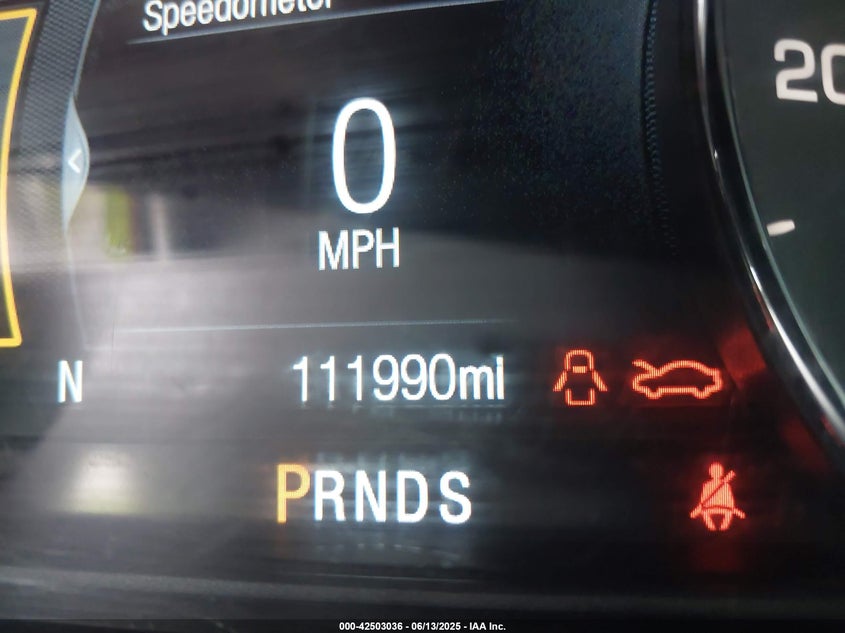 Speedometer
0
MPH
20
N
111990mi
PRNDS
000-42503036 - 06/13/2025 - IAA Inc.